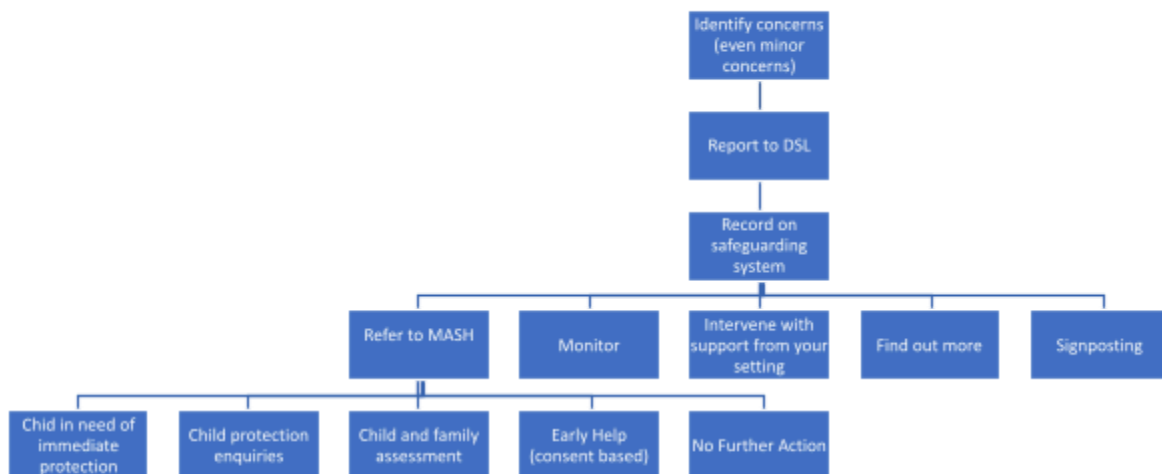 Identify concerns
(even minor
concerns)
Report to DSL
Record on
safeguarding
system
Refer to MASH
Monitor
Intervene with
support from your
setting
Find out more
Signposting
Chid in need of
immediate
protection
Child protection
enquiries
Child and family
assessment
Early Help
(consent based)
No Further Action